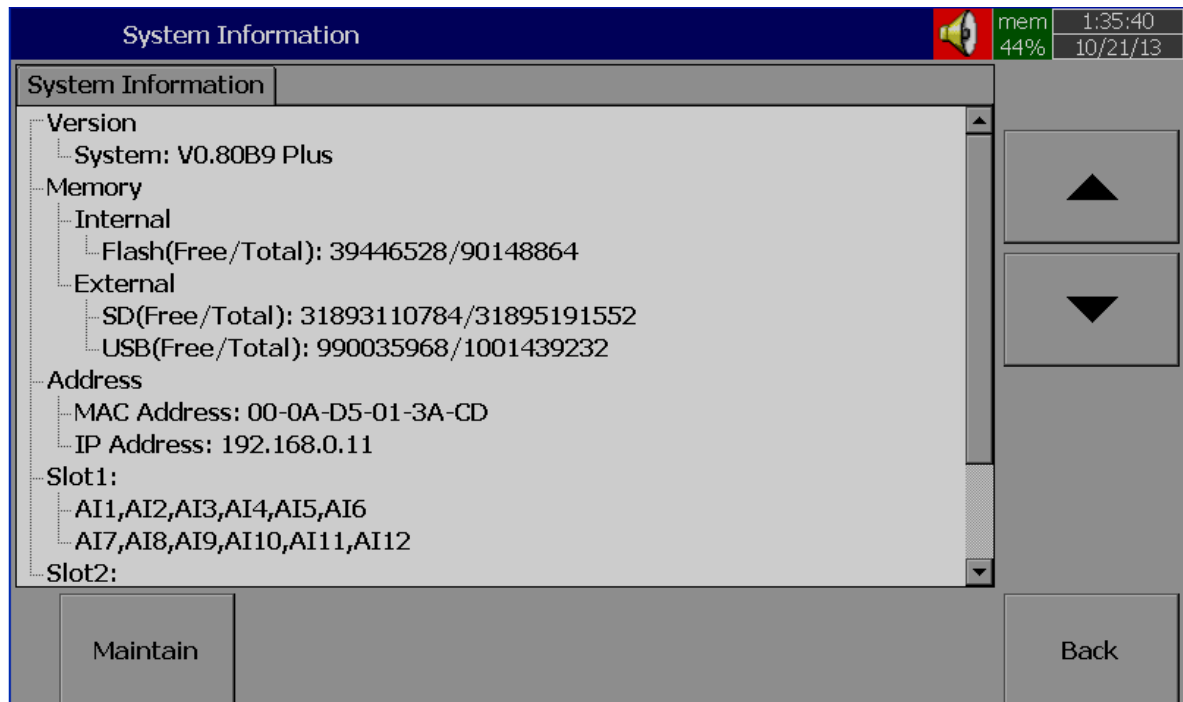 System Information
mem 1:35:40
44% 10/21/13
System Information
Version
System: V0.80B9 Plus
Memory
Internal
Flash(Free/Total): 39446528/90148864
External
SD(Free/Total): 31893110784/31895191552
USB(Free/Total): 990035968/1001439232
Address
MAC Address: 00-0A-D5-01-3A-CD
IP Address: 192.168.0.11
Slot1:
AI1,AI2,AI3,AI4,AI5,AI6
AI7,AI8,AI9,AI10,AI11,AI12
Slot2:
Maintain
Back